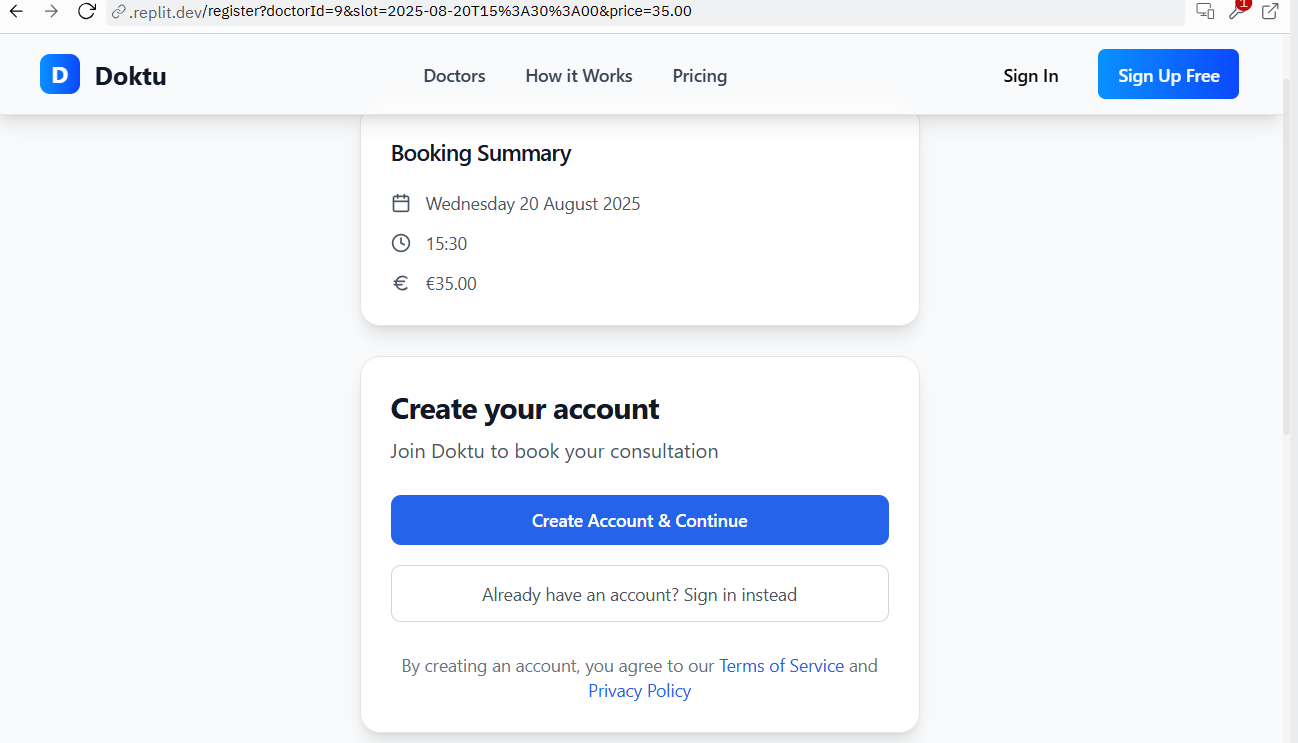 .replit.dev/register?doctorId=9&slot=2025-08-20T15%3A30%3A00&price=35.00
1
D Doktu Doctors How it Works Pricing Sign In Sign Up Free
Booking Summary
Wednesday 20 August 2025
15:30
€ €35.00
Create your account
Join Doktu to book your consultation
Create Account & Continue
Already have an account? Sign in instead
By creating an account, you agree to our Terms of Service and
Privacy Policy